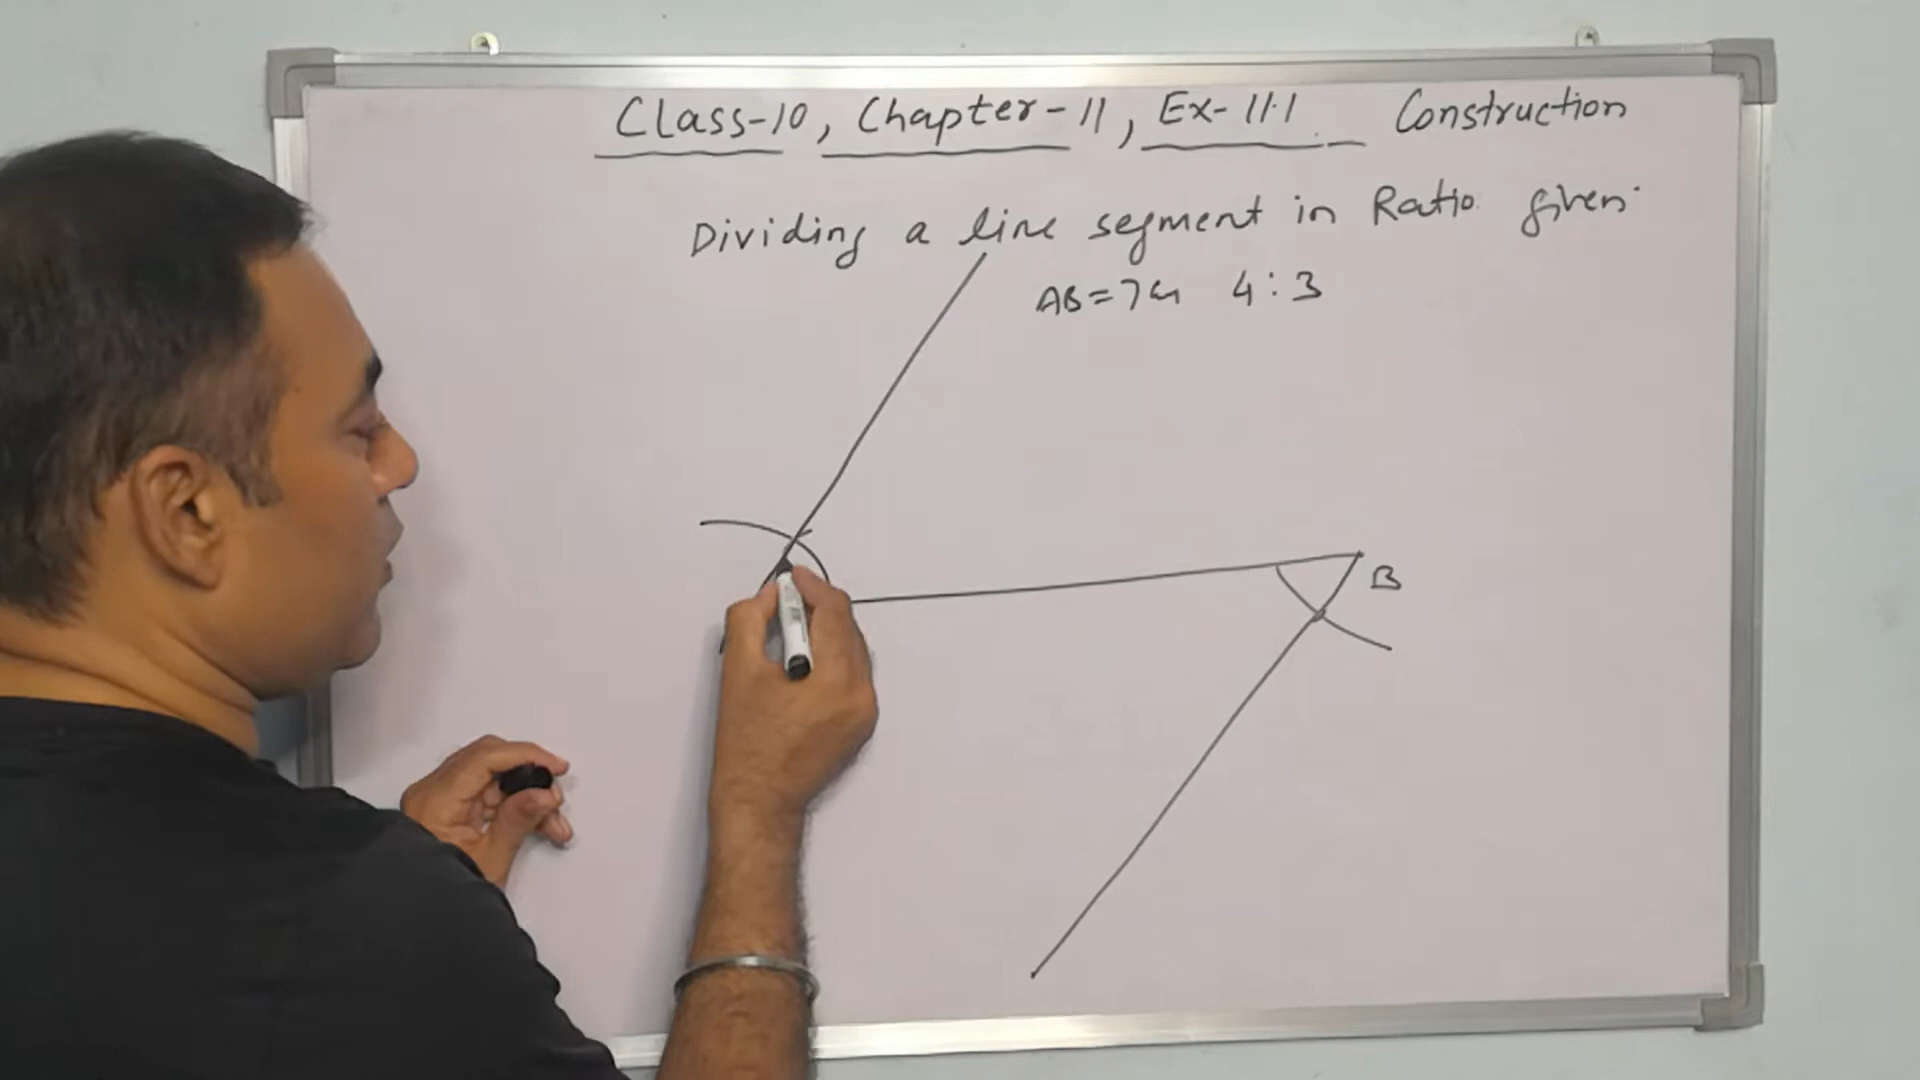 Class-10, Chapter-11, Ex-11.1 Construction
Dividing a line segment in Ratio given.
AB=7cm 4:3
B